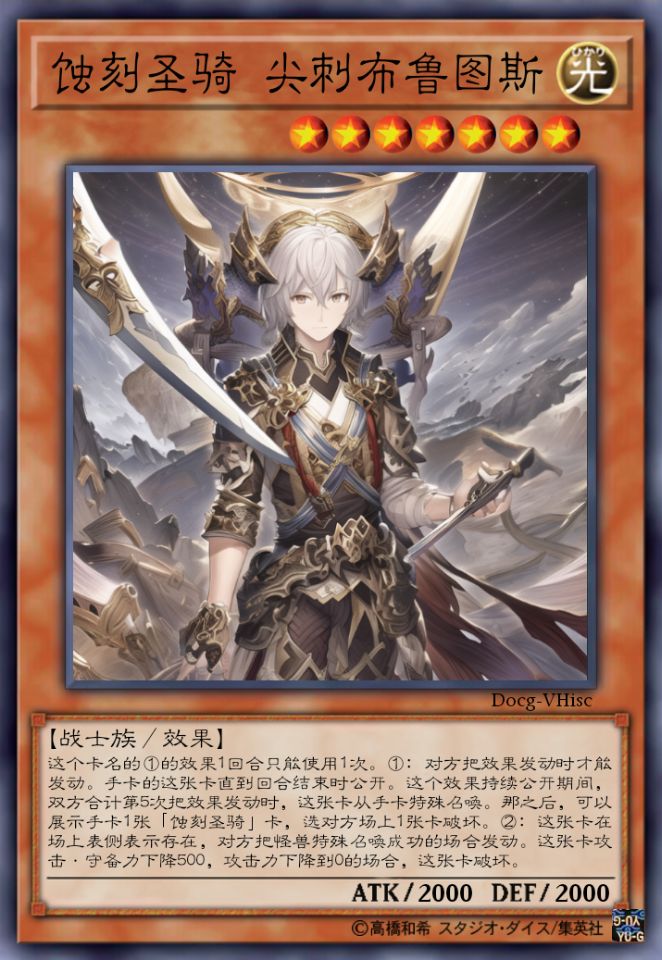 蚀刻圣骑 尖刺布鲁图斯
ひかり
光
Docg-VHisc
【战士族／效果】
这个卡名的①的效果1回合只能使用1次。①：对方把效果发动时才能
发动。手卡的这张卡直到回合结束时公开。这个效果持续公开期间，
双方合计第5次把效果发动时，这张卡从手卡特殊召唤。那之后，可以
展示手卡1张「蚀刻圣骑」卡，选对方场上1张卡破坏。②：这张卡在
场上表侧表示存在，对方把怪兽特殊召唤成功的场合发动。这张卡攻
击·守备力下降500，攻击力下降到0的场合，这张卡破坏。
ATK/2000 DEF/2000
©高橋和希 スタジオ・ダイス/集英社
YU-G